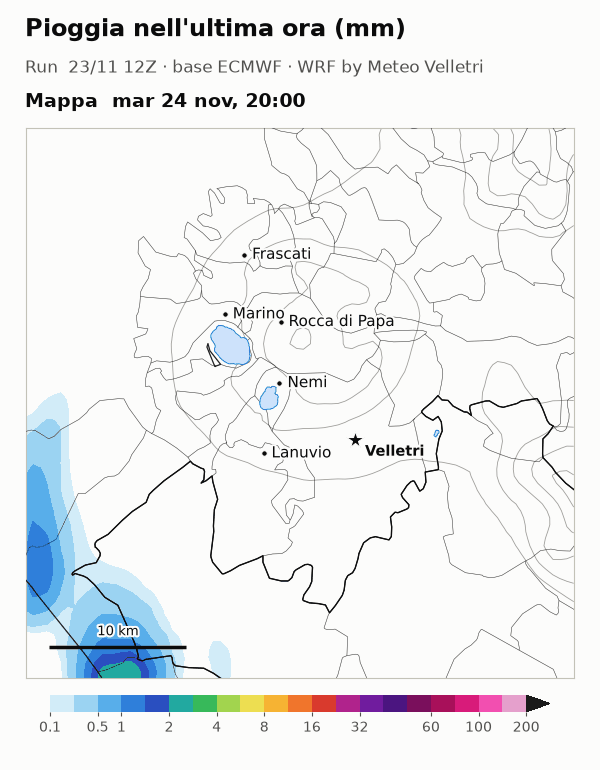 Pioggia nell'ultima ora (mm)
Run  23/11 12Z · base ECMWF · WRF by Meteo Velletri
Mappa  mar 24 nov, 20:00
Frascati
Marino
Rocca di Papa
Nemi
Velletri
Lanuvio
10 km
0.1 0.5 1 2 4 8 16 32 60 100 200